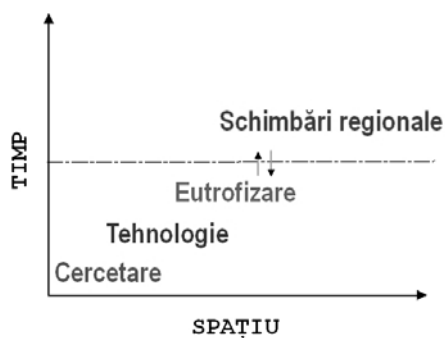 Schimbări regionale
TIMP
Eutrofizare
Tehnologie
Cercetare
SPAȚIU